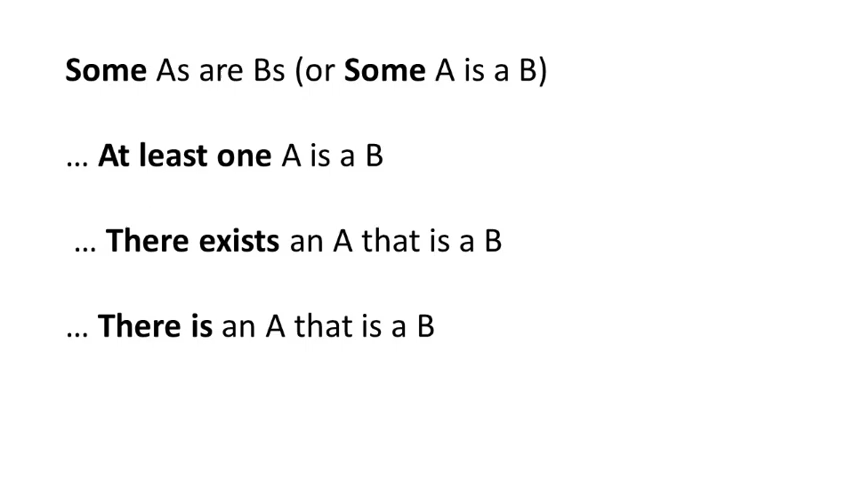 Some As are Bs (or Some A is a B)
... At least one A is a B
... There exists an A that is a B
... There is an A that is a B